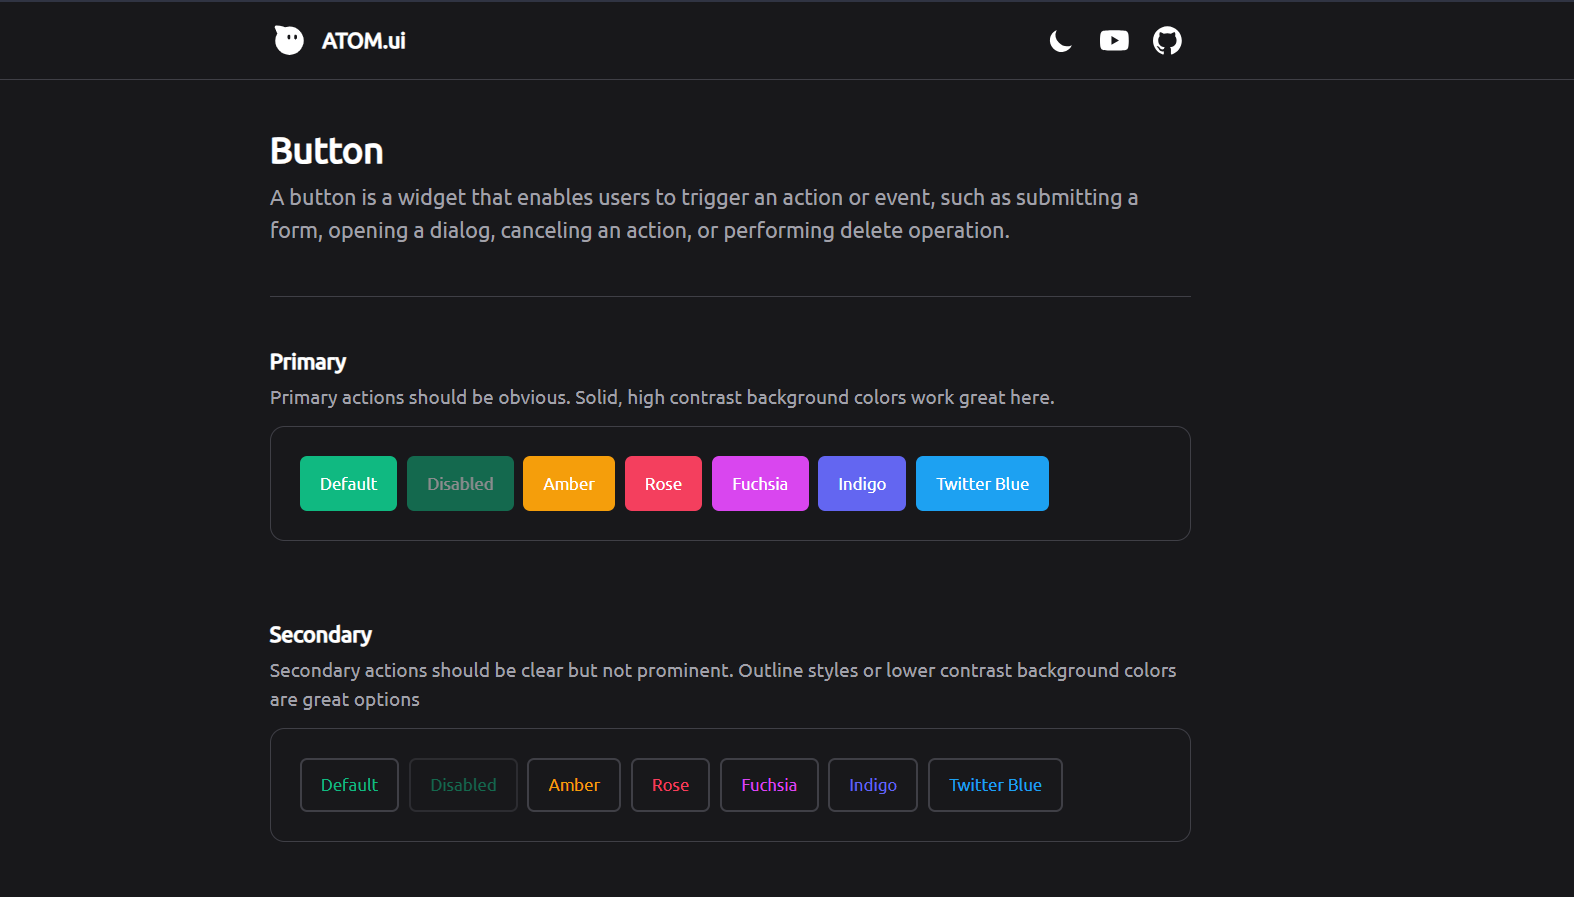 ATOM.ui
Button
A button is a widget that enables users to trigger an action or event, such as submitting a
form, opening a dialog, canceling an action, or performing delete operation.
Primary
Primary actions should be obvious. Solid, high contrast background colors work great here.
Default Disabled Amber Rose Fuchsia Indigo Twitter Blue
Secondary
Secondary actions should be clear but not prominent. Outline styles or lower contrast background colors
are great options
Default Disabled Amber Rose Fuchsia Indigo Twitter Blue